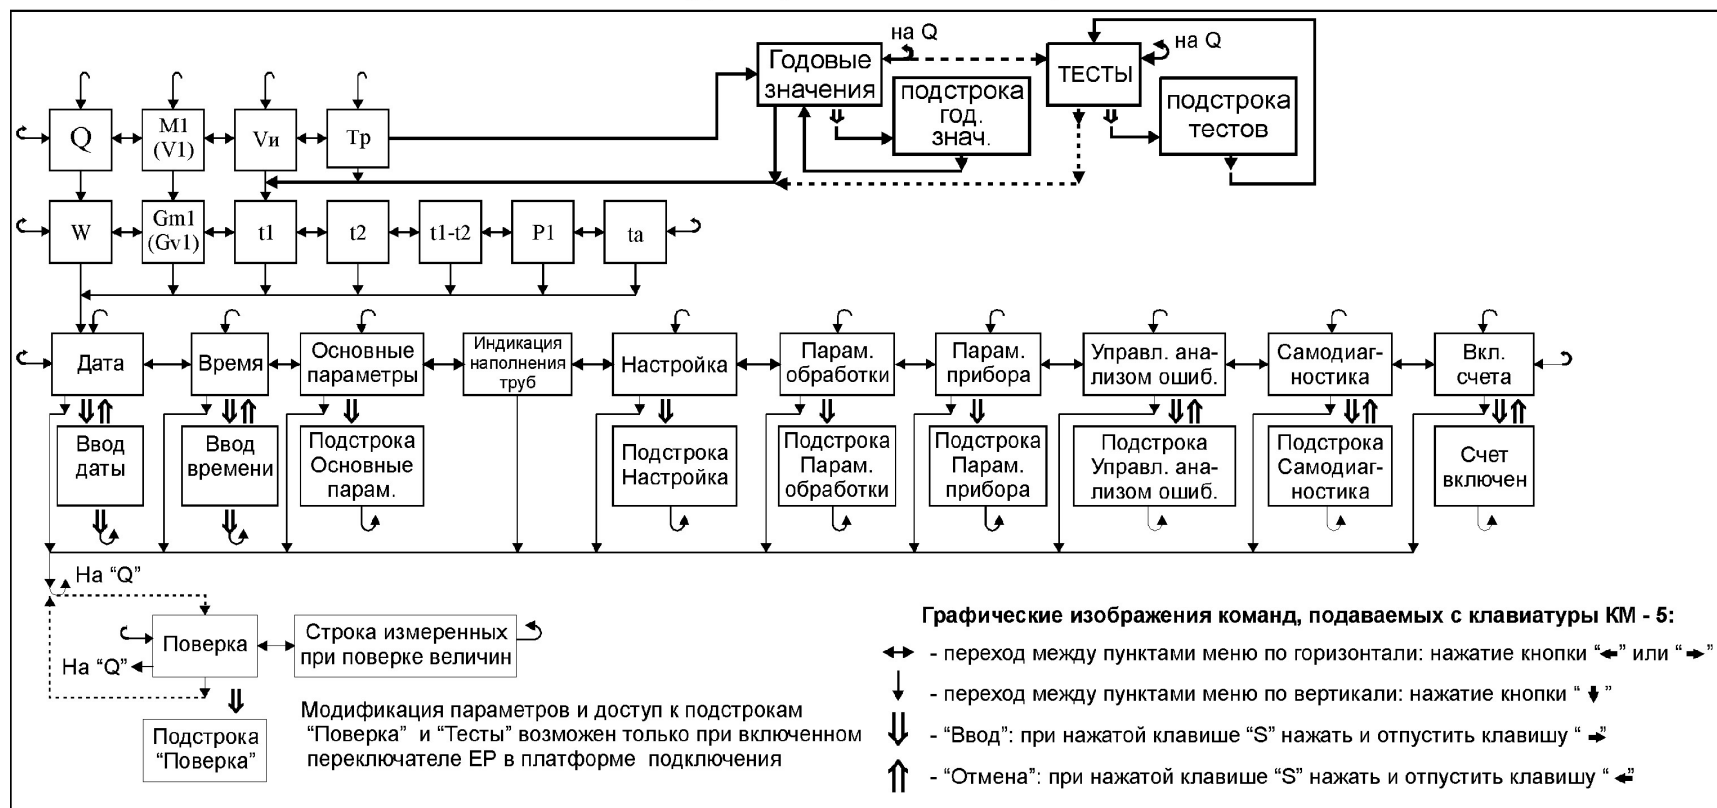 на Q
на Q
Годовые
значения
ТЕСТЫ
подстрока
год.
знач.
подстрока
тестов
Q
M1
(V1)
Vи
Тр
W
Gm1
(Gv1)
t1
t2
t1-t2
P1
ta
Дата
Время
Основные
параметры
Индикация
наполнения
труб
Настройка
Парам.
обработки
Парам.
прибора
Управл. ана-
лизом ошиб.
Самодиаг-
ностика
Вкл.
счета
Ввод
даты
Ввод
времени
Подстрока
Основные
парам.
Подстрока
Настройка
Подстрока
Парам.
обработки
Подстрока
Парам.
прибора
Подстрока
Управл. ана-
лизом ошиб.
Подстрока
Самодиаг-
ностика
Счет
включен
На “Q”
Поверка
Строка измеренных
при поверке величин
На “Q”
Подстрока
“Поверка”
Модификация параметров и доступ к подстрокам
“Поверка” и “Тесты” возможен только при включенном
переключателе ЕР в платформе подключения
Графические изображения команд, подаваемых с клавиатуры КМ - 5:
- переход между пунктами меню по горизонтали: нажатие кнопки “←” или “→”
- переход между пунктами меню по вертикали: нажатие кнопки “↓”
- “Ввод”: при нажатой клавише “S” нажать и отпустить клавишу “→”
- “Отмена”: при нажатой клавише “S” нажать и отпустить клавишу “←”